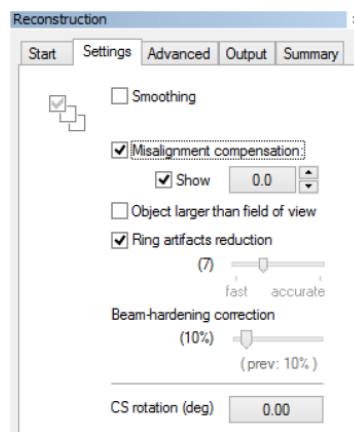 Reconstruction
Start Settings Advanced Output Summary
Smoothing
Misalignment compensation:
Show 0.0
Object larger than field of view
Ring artifacts reduction
(7)
fast accurate
Beam-hardening correction
(10%)
(prev: 10% )
CS rotation (deg) 0.00